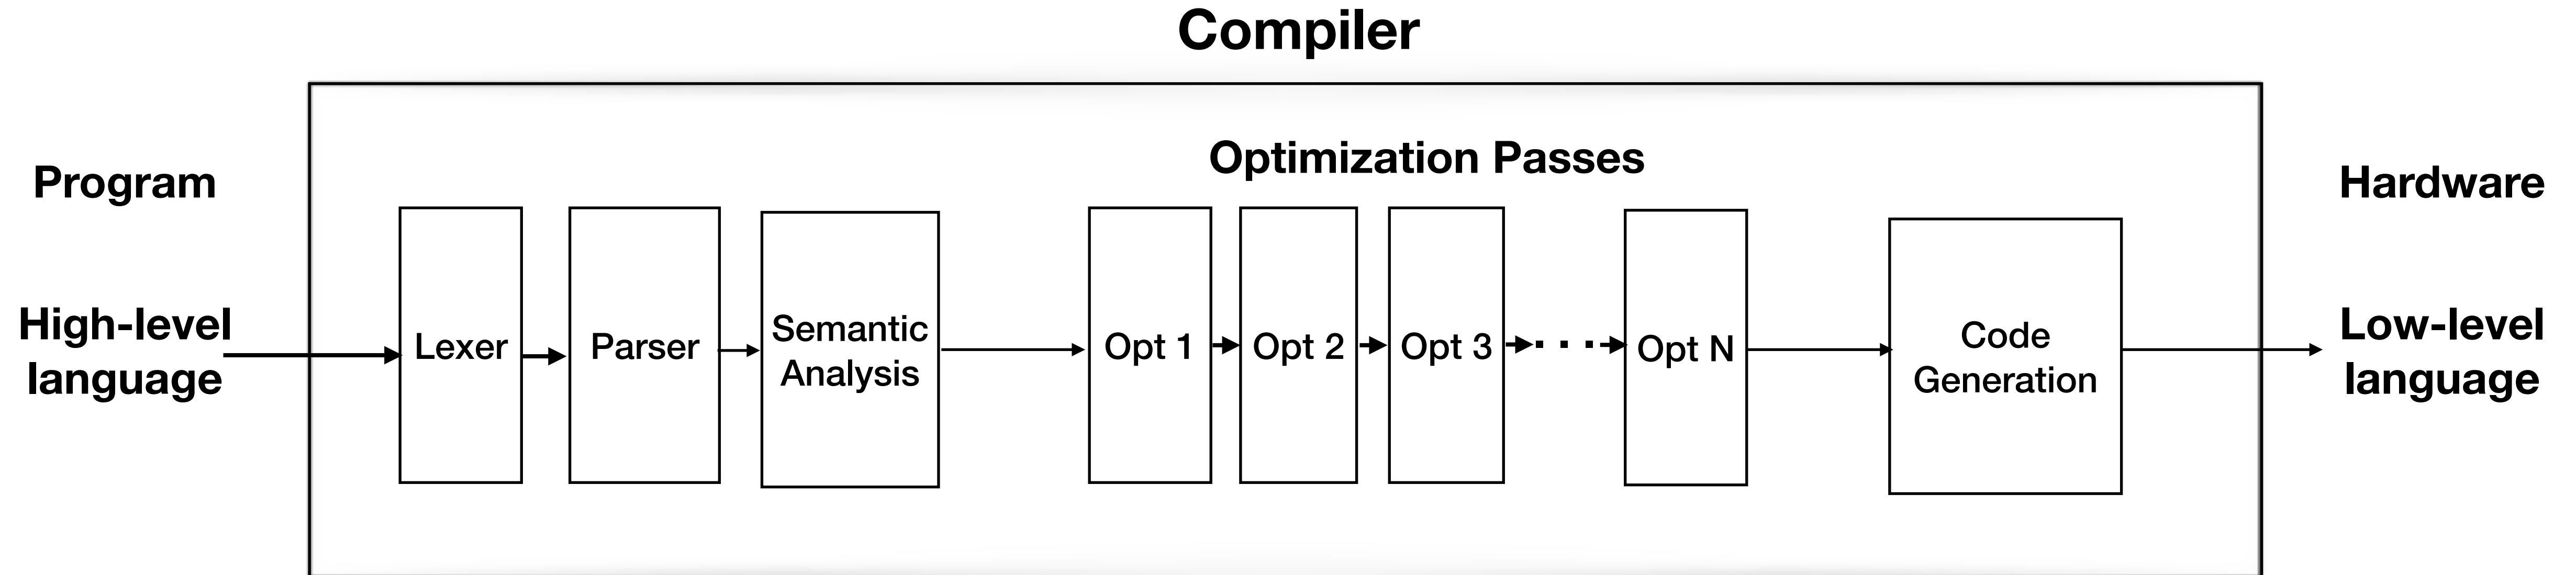 Compiler
Optimization Passes
Program
Hardware
High-level
language
Lexer
Parser
Semantic
Analysis
Opt 1
Opt 2
Opt 3
. . .
Opt N
Code
Generation
Low-level
language